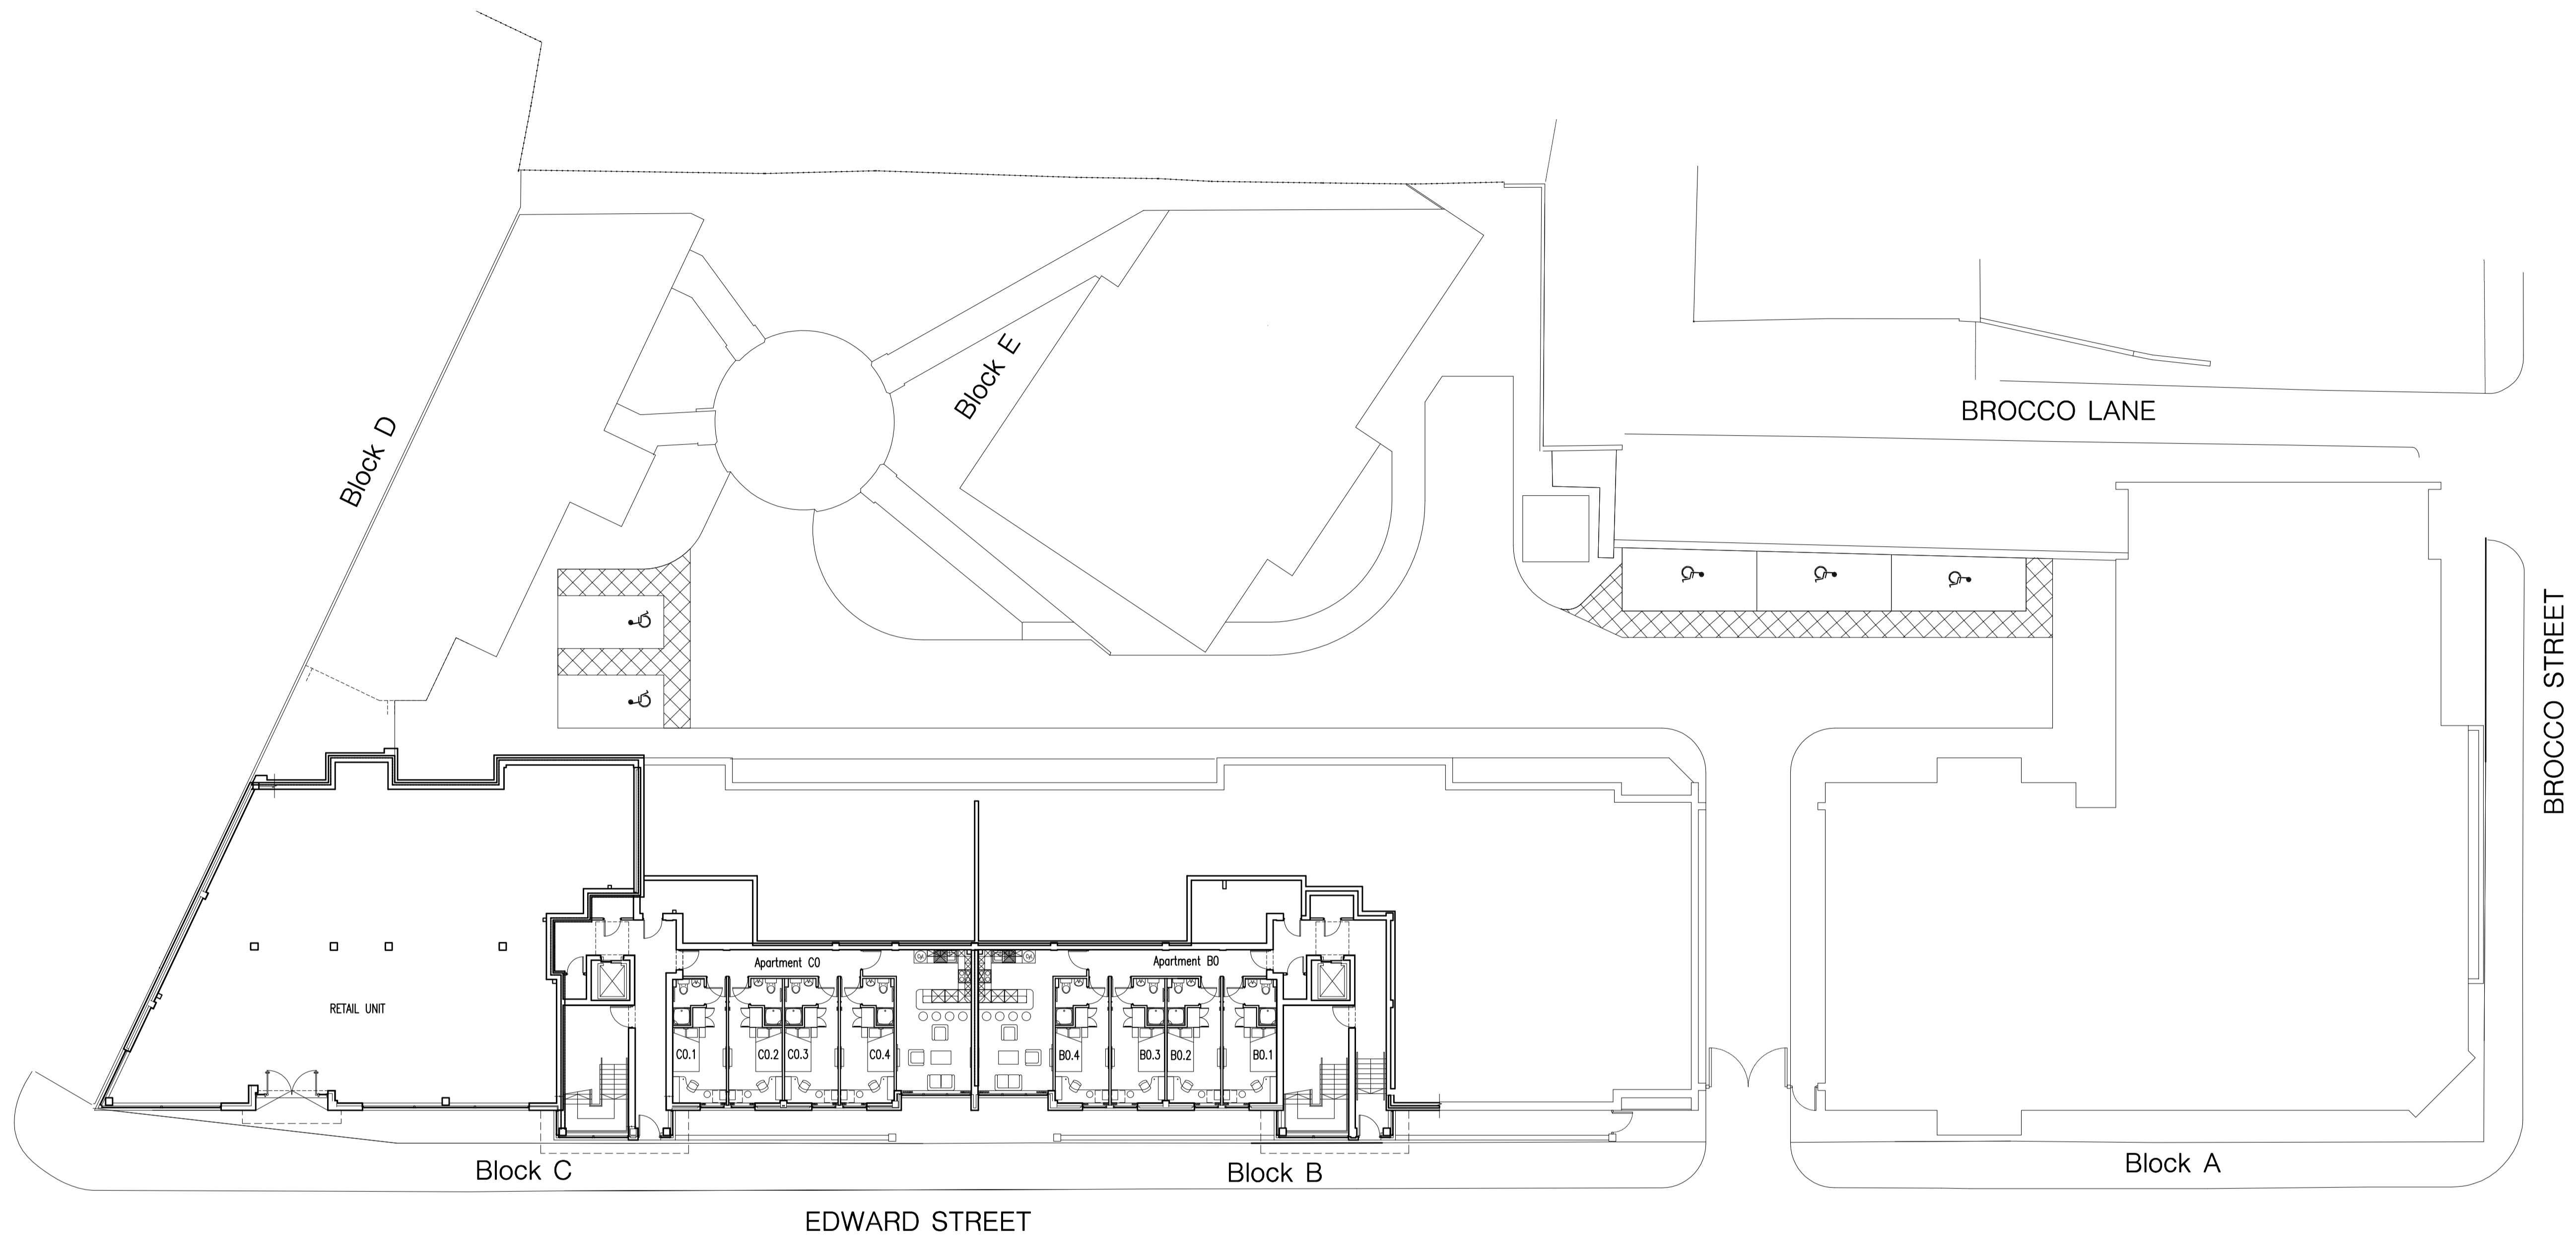 Block D
Block E
BROCCO LANE
BROCCO STREET
Apartment C0
Apartment B0
RETAIL UNIT
C0.1
C0.2
C0.3
C0.4
B0.4
B0.3
B0.2
B0.1
Block C
Block B
Block A
EDWARD STREET